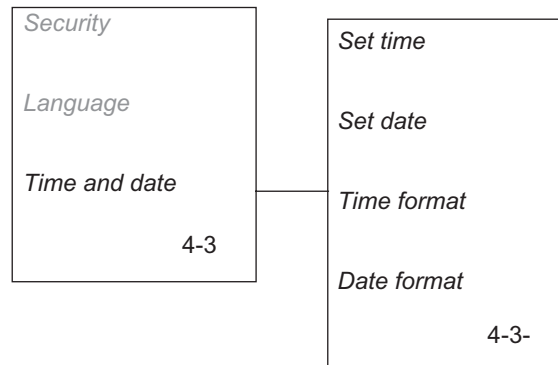 Security
Language
Time and date
4-3
Set time
Set date
Time format
Date format
4-3-